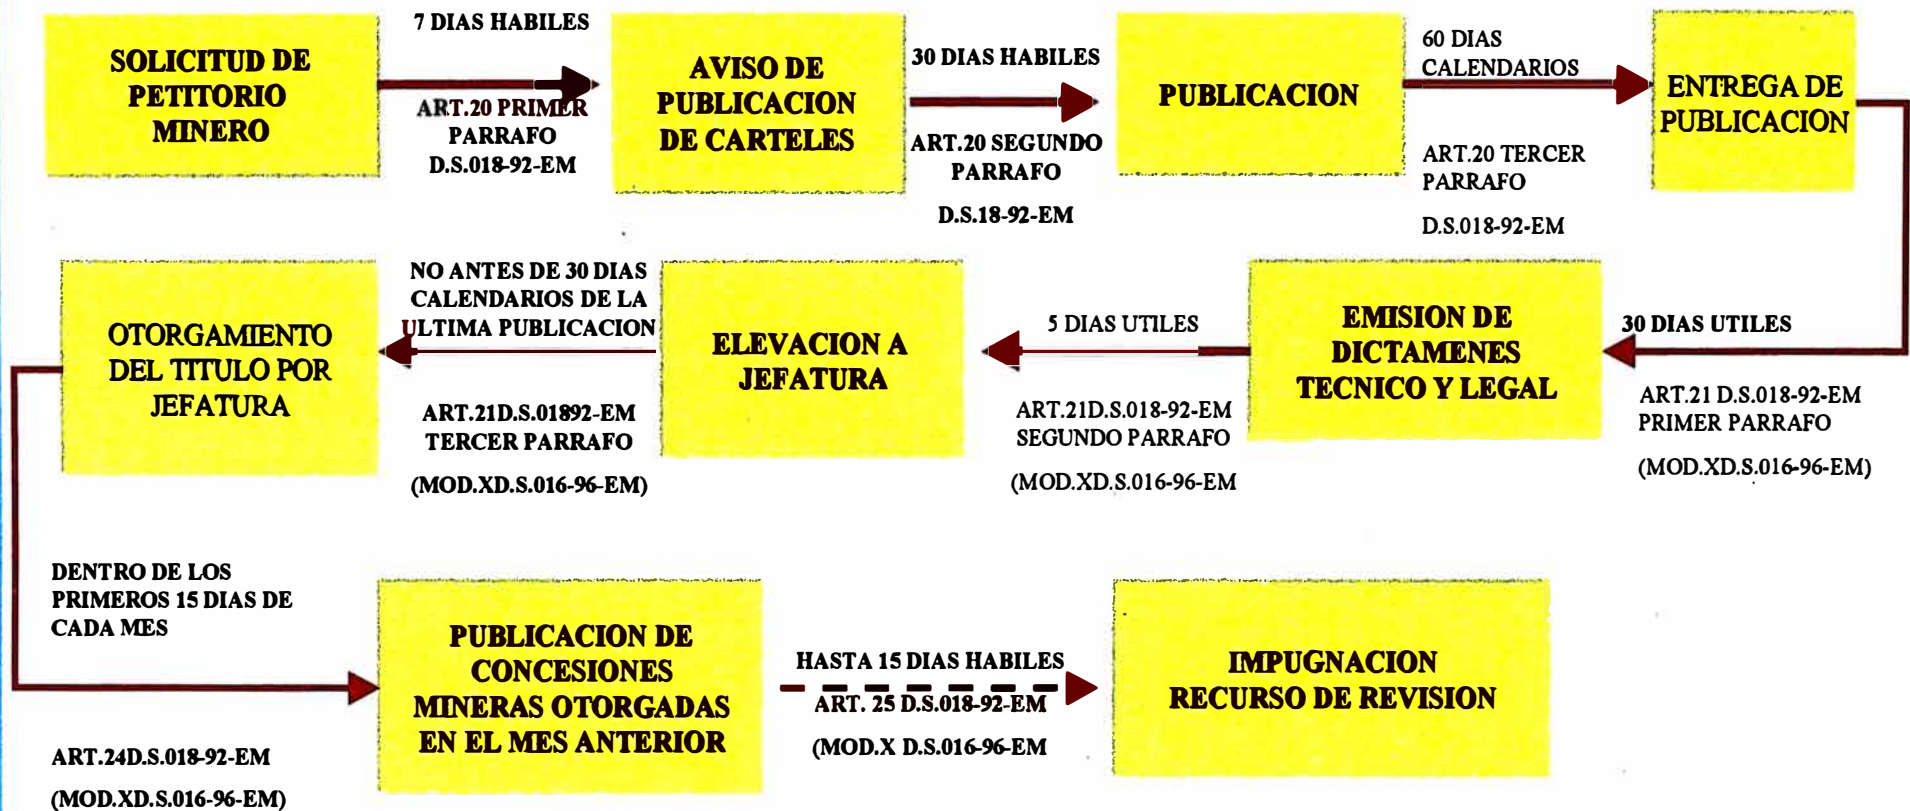 SOLICITUD DE
PETITORIO
MINERO
7 DIAS HABILES
ART.20 PRIMER
PARRAFO
D.S.018-92-EM
AVISO DE
PUBLICACION
DE CARTELES
30 DIAS HABILES
ART.20 SEGUNDO
PARRAFO
D.S.18-92-EM
PUBLICACION
60 DIAS
CALENDARIOS
ART.20 TERCER
PARRAFO
D.S.018-92-EM
ENTREGA DE
PUBLICACION
30 DIAS UTILES
ART.21 D.S.018-92-EM
PRIMER PARRAFO
(MOD.XD.S.016-96-EM)
EMISION DE
DICTAMENES
TECNICO Y LEGAL
5 DIAS UTILES
ART.21D.S.018-92-EM
SEGUNDO PARRAFO
(MOD.XD.S.016-96-EM
ELEVACION A
JEFATURA
NO ANTES DE 30 DIAS
CALENDARIOS DE LA
ULTIMA PUBLICACION
ART.21D.S.01892-EM
TERCER PARRAFO
(MOD.XD.S.016-96-EM)
OTORGAMIENTO
DEL TITULO POR
JEFATURA
DENTRO DE LOS
PRIMEROS 15 DIAS DE
CADA MES
ART.24D.S.018-92-EM
(MOD.XD.S.016-96-EM)
PUBLICACION DE
CONCESIONES
MINERAS OTORGADAS
EN EL MES ANTERIOR
HASTA 15 DIAS HABILES
ART. 25 D.S.018-92-EM
(MOD.X D.S.016-96-EM
IMPUGNACION
RECURSO DE REVISION